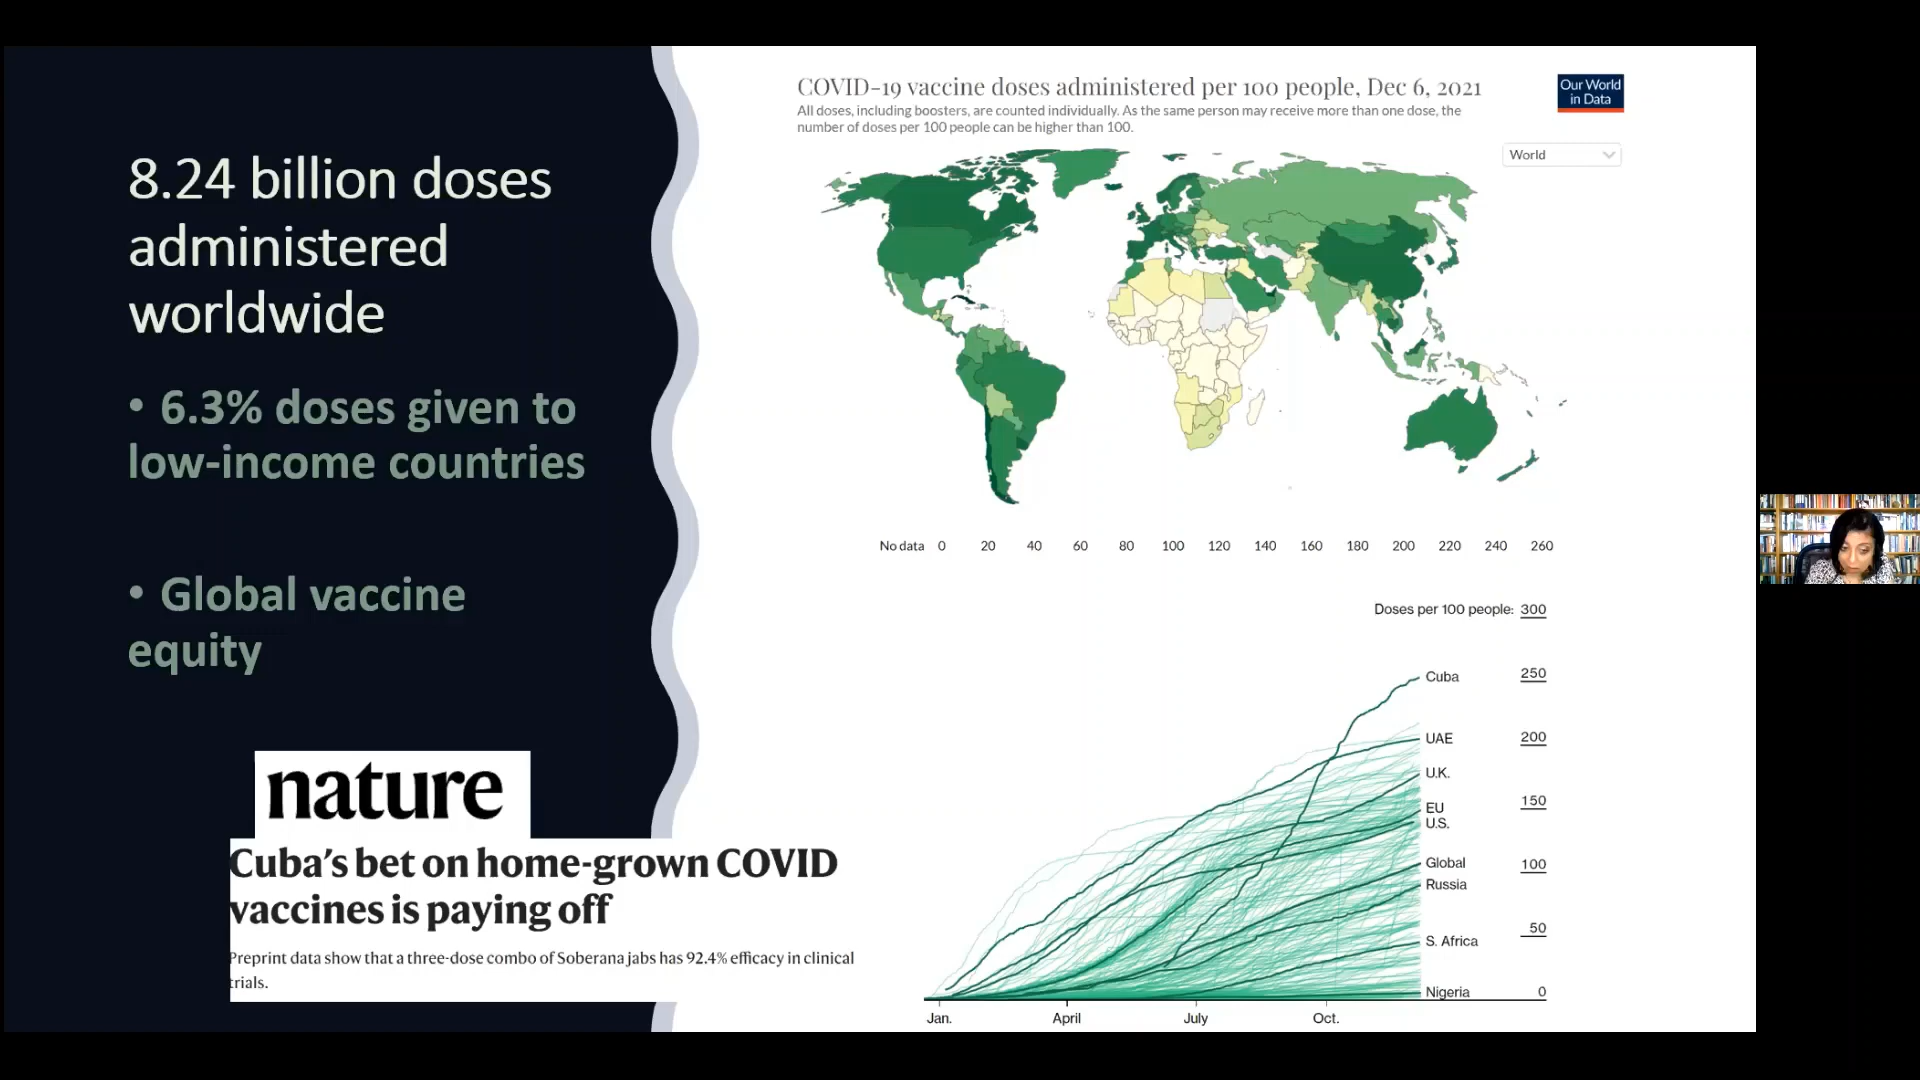 8.24 billion doses
administered
worldwide
• 6.3% doses given to
low-income countries
• Global vaccine
equity
nature
Cuba's bet on home-grown COVID
vaccines is paying off
Preprint data show that a three-dose combo of Soberana jabs has 92.4% efficacy in clinical
trials.
COVID-19 vaccine doses administered per 100 people, Dec 6, 2021
All doses, including boosters, are counted individually. As the same person may receive more than one dose, the
number of doses per 100 people can be higher than 100.
Our World
in Data
World
No data 0 20 40 60 80 100 120 140 160 180 200 220 240 260
Doses per 100 people: 300
Cuba 250
UAE 200
U.K.
EU 150
U.S.
Global 100
Russia
S. Africa 50
Nigeria 0
Jan. April July Oct.